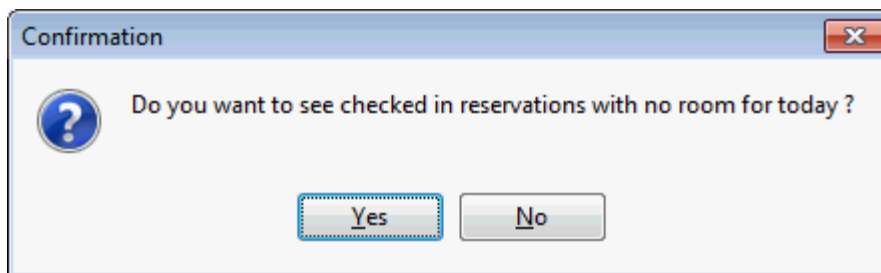 Confirmation
Do you want to see checked in reservations with no room for today ?
Yes
No